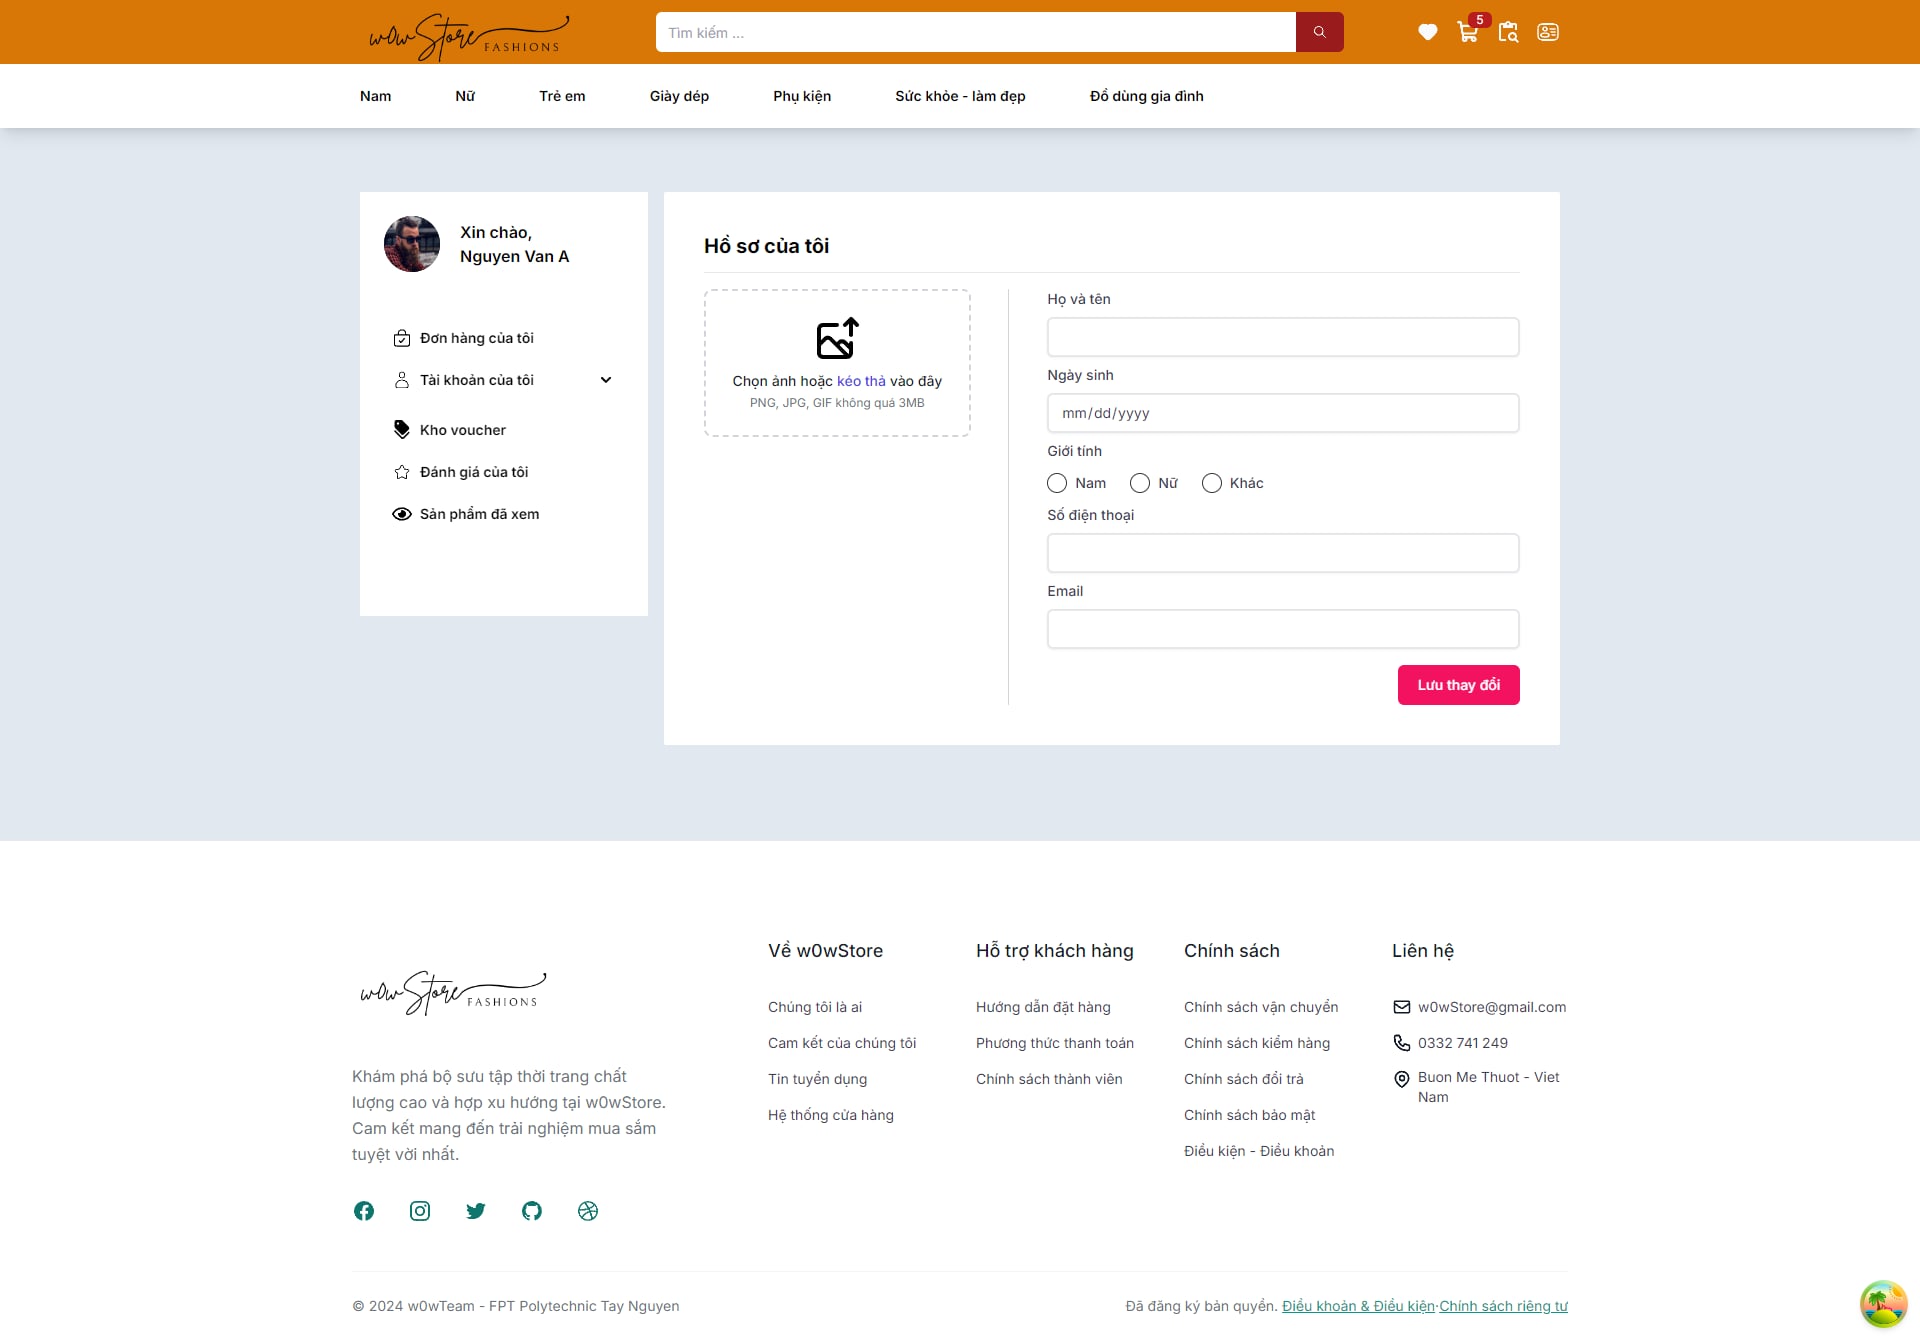 w0wStore FASHIONS
Tìm kiếm ...
5
Nam
Nữ
Trẻ em
Giày dép
Phụ kiện
Sức khỏe - làm đẹp
Đồ dùng gia đình
Xin chào,
Nguyen Van A
Đơn hàng của tôi
Tài khoản của tôi
Kho voucher
Đánh giá của tôi
Sản phẩm đã xem
Hồ sơ của tôi
Chọn ảnh hoặc kéo thả vào đây
PNG, JPG, GIF không quá 3MB
Họ và tên
Ngày sinh
mm/dd/yyyy
Giới tính
Nam
Nữ
Khác
Số điện thoại
Email
Lưu thay đổi
w0wStore FASHIONS
Khám phá bộ sưu tập thời trang chất
lượng cao và hợp xu hướng tại w0wStore.
Cam kết mang đến trải nghiệm mua sắm
tuyệt vời nhất.
Về w0wStore
Chúng tôi là ai
Cam kết của chúng tôi
Tin tuyển dụng
Hệ thống cửa hàng
Hỗ trợ khách hàng
Hướng dẫn đặt hàng
Phương thức thanh toán
Chính sách thành viên
Chính sách
Chính sách vận chuyển
Chính sách kiểm hàng
Chính sách đổi trả
Chính sách bảo mật
Điều kiện - Điều khoản
Liên hệ
w0wStore@gmail.com
0332 741 249
Buon Me Thuot - Viet
Nam
© 2024 w0wTeam - FPT Polytechnic Tay Nguyen
Đã đăng ký bản quyền. Điều khoản & Điều kiện·Chính sách riêng tư